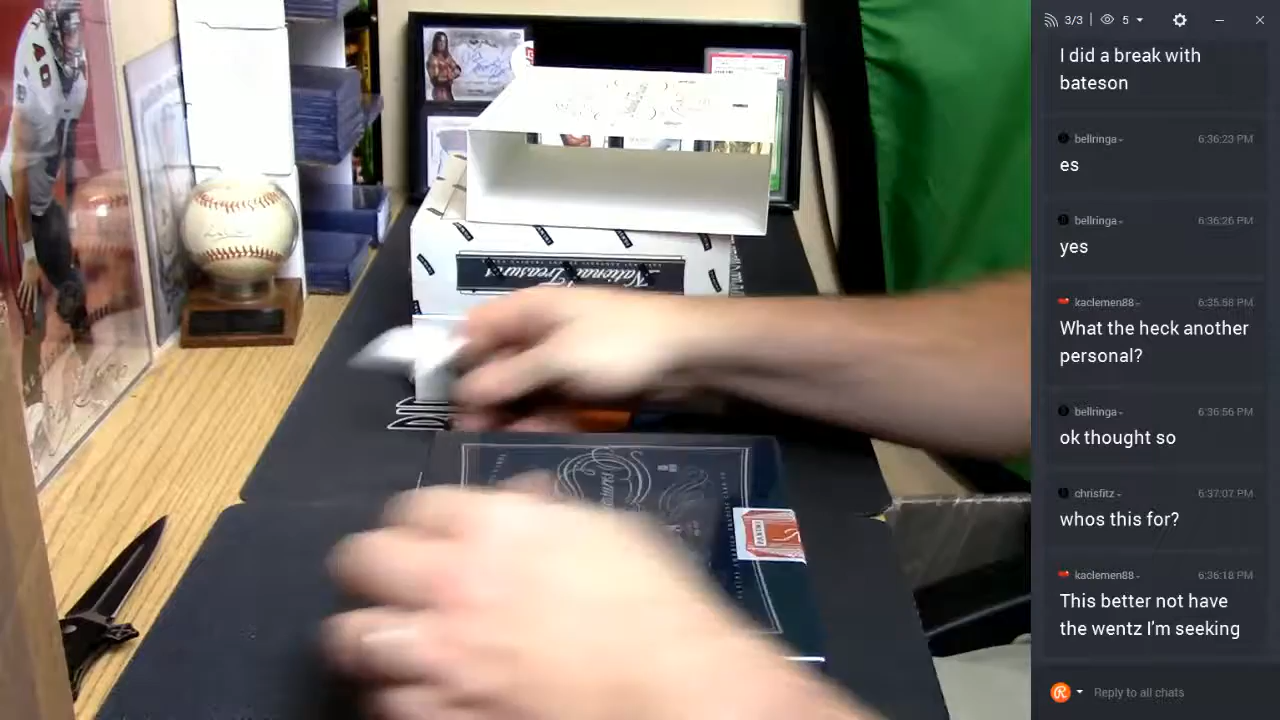 3/3
5
I did a break with
bateson
bellringa
6:36:23 PM
es
bellringa
6:36:26 PM
yes
kaclemen88
6:35:58 PM
What the heck another
personal?
bellringa
6:36:56 PM
ok thought so
chrisfitz
6:37:07 PM
whos this for?
kaclemen88
6:36:18 PM
This better not have
the wentz I'm seeking
Reply to all chats
National Treasures
PANINI